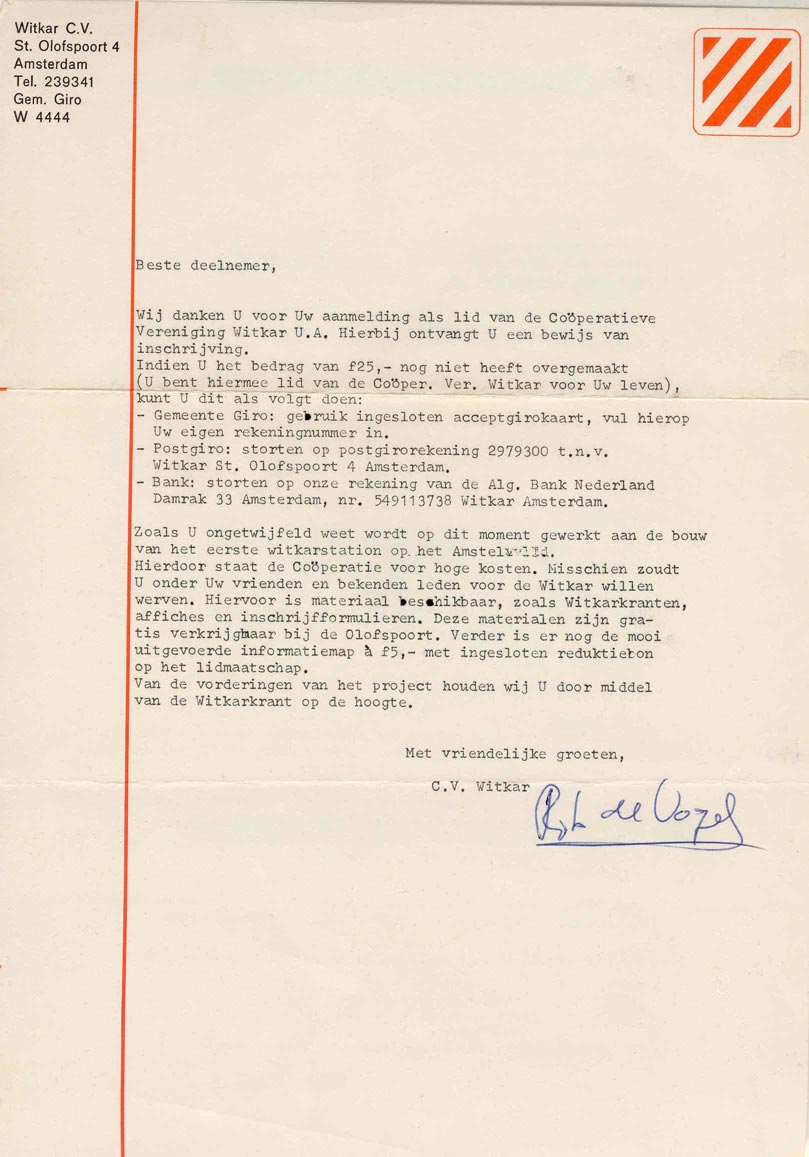 Witkar C.V.
St. Olofspoort 4
Amsterdam
Tel. 239341
Gem. Giro
W 4444
Beste deelnemer,
Wij danken U voor Uw aanmelding als lid van de Coöperatieve
Vereniging Witkar U.A. Hierbij ontvangt U een bewijs van
inschrijving.
Indien U het bedrag van f25,- nog niet heeft overgemaakt
(U bent hiermee lid van de Coöper. Ver. Witkar voor Uw leven),
kunt U dit als volgt doen:
- Gemeente Giro: gebruik ingesloten acceptgirokaart, vul hierop
Uw eigen rekeningnummer in.
- Postgiro: storten op postgirorekening 2979300 t.n.v.
Witkar St. Olofspoort 4 Amsterdam.
- Bank: storten op onze rekening van de Alg. Bank Nederland
Damrak 33 Amsterdam, nr. 549113738 Witkar Amsterdam.
Zoals U ongetwijfeld weet wordt op dit moment gewerkt aan de bouw
van het eerste witkarstation op het
Hierdoor staat de Coöperatie voor hoge kosten. Misschien zoudt
U onder Uw vrienden en bekenden leden voor de Witkar willen
werven. Hiervoor is materiaal beschikbaar, zoals Witkarkranten,
affiches en inschrijfformulieren. Deze materialen zijn gra-
tis verkrijgbaar bij de Olofspoort. Verder is er nog de mooi
uitgevoerde informatiemap à f5,- met ingesloten reduktiebon
op het lidmaatschap.
Van de vorderingen van het project houden wij U door middel
van de Witkarkrant op de hoogte.
Met vriendelijke groeten,
C.V. Witkar
de Vogel